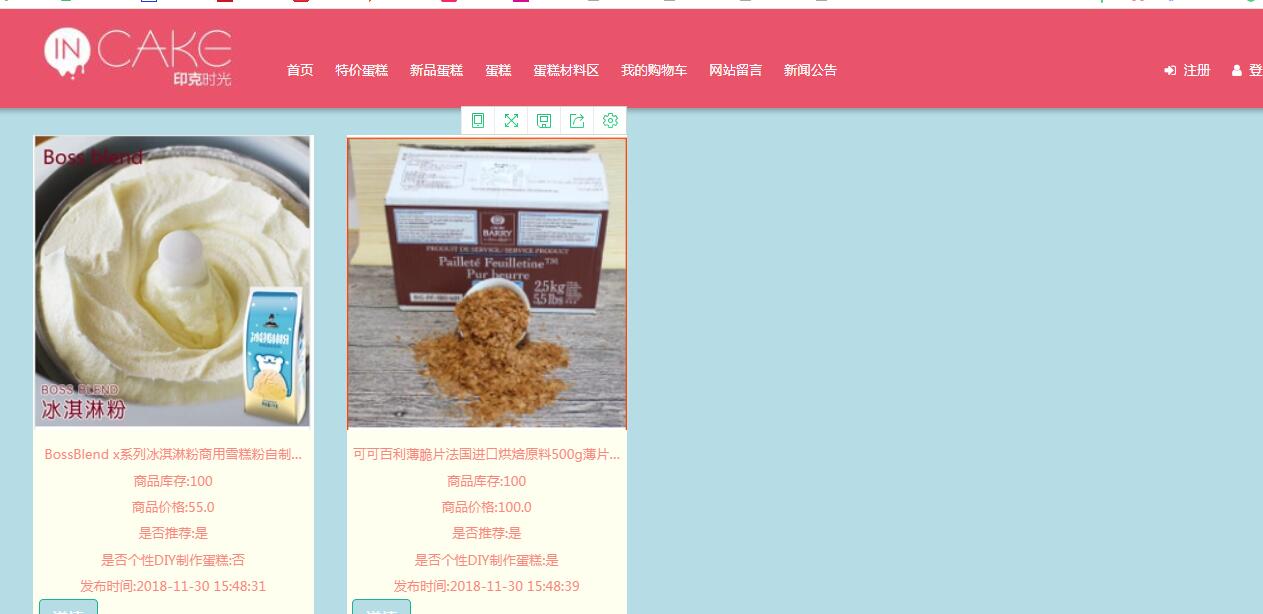 IN CAKE
印克时光
首页 特价蛋糕 新品蛋糕 蛋糕 蛋糕材料区 我的购物车 网站留言 新闻公告 注册 登
Boss blend
BOSS BLEND
冰淇淋粉
CACAO BARRY
PRODUIT DE SERVICE/SERVICE PRODUCT
Pailleté Feuilletine™
Pur beurre
2,5kg
5,5lbs
BossBlend x系列冰淇淋粉商用雪糕粉自制...
商品库存:100
商品价格:55.0
是否推荐:是
是否个性DIY制作蛋糕:否
发布时间:2018-11-30 15:48:31
可可百利薄脆片法国进口烘焙原料500g薄片...
商品库存:100
商品价格:100.0
是否推荐:是
是否个性DIY制作蛋糕:是
发布时间:2018-11-30 15:48:39